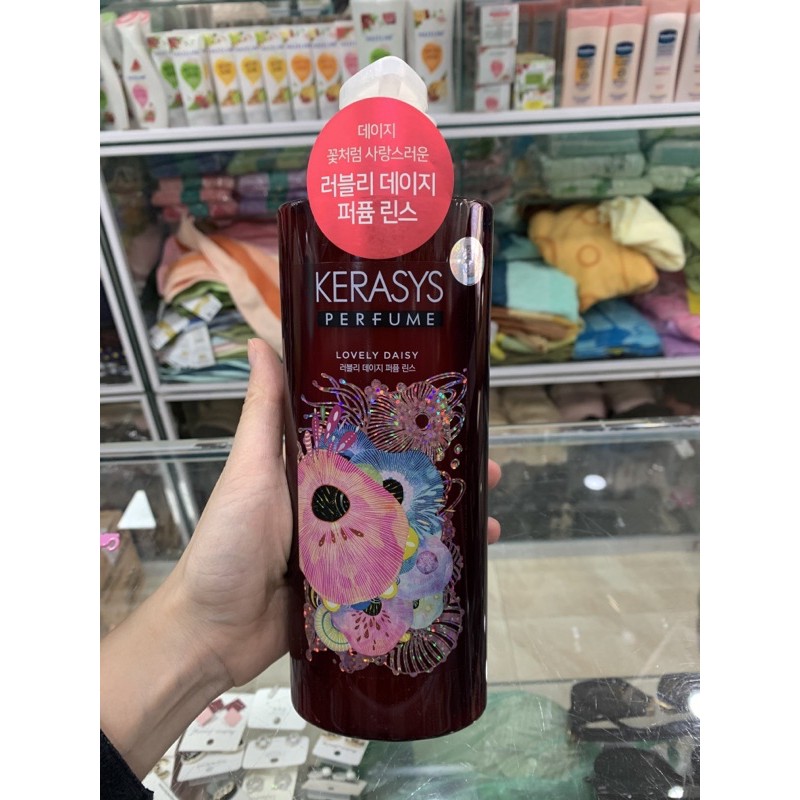 데이지
꽃처럼 사랑스러운
러블리 데이지
퍼퓸 린스
KERASYS
PERFUME
LOVELY DAISY
러블리 데이지 퍼퓸 린스
Vaseline